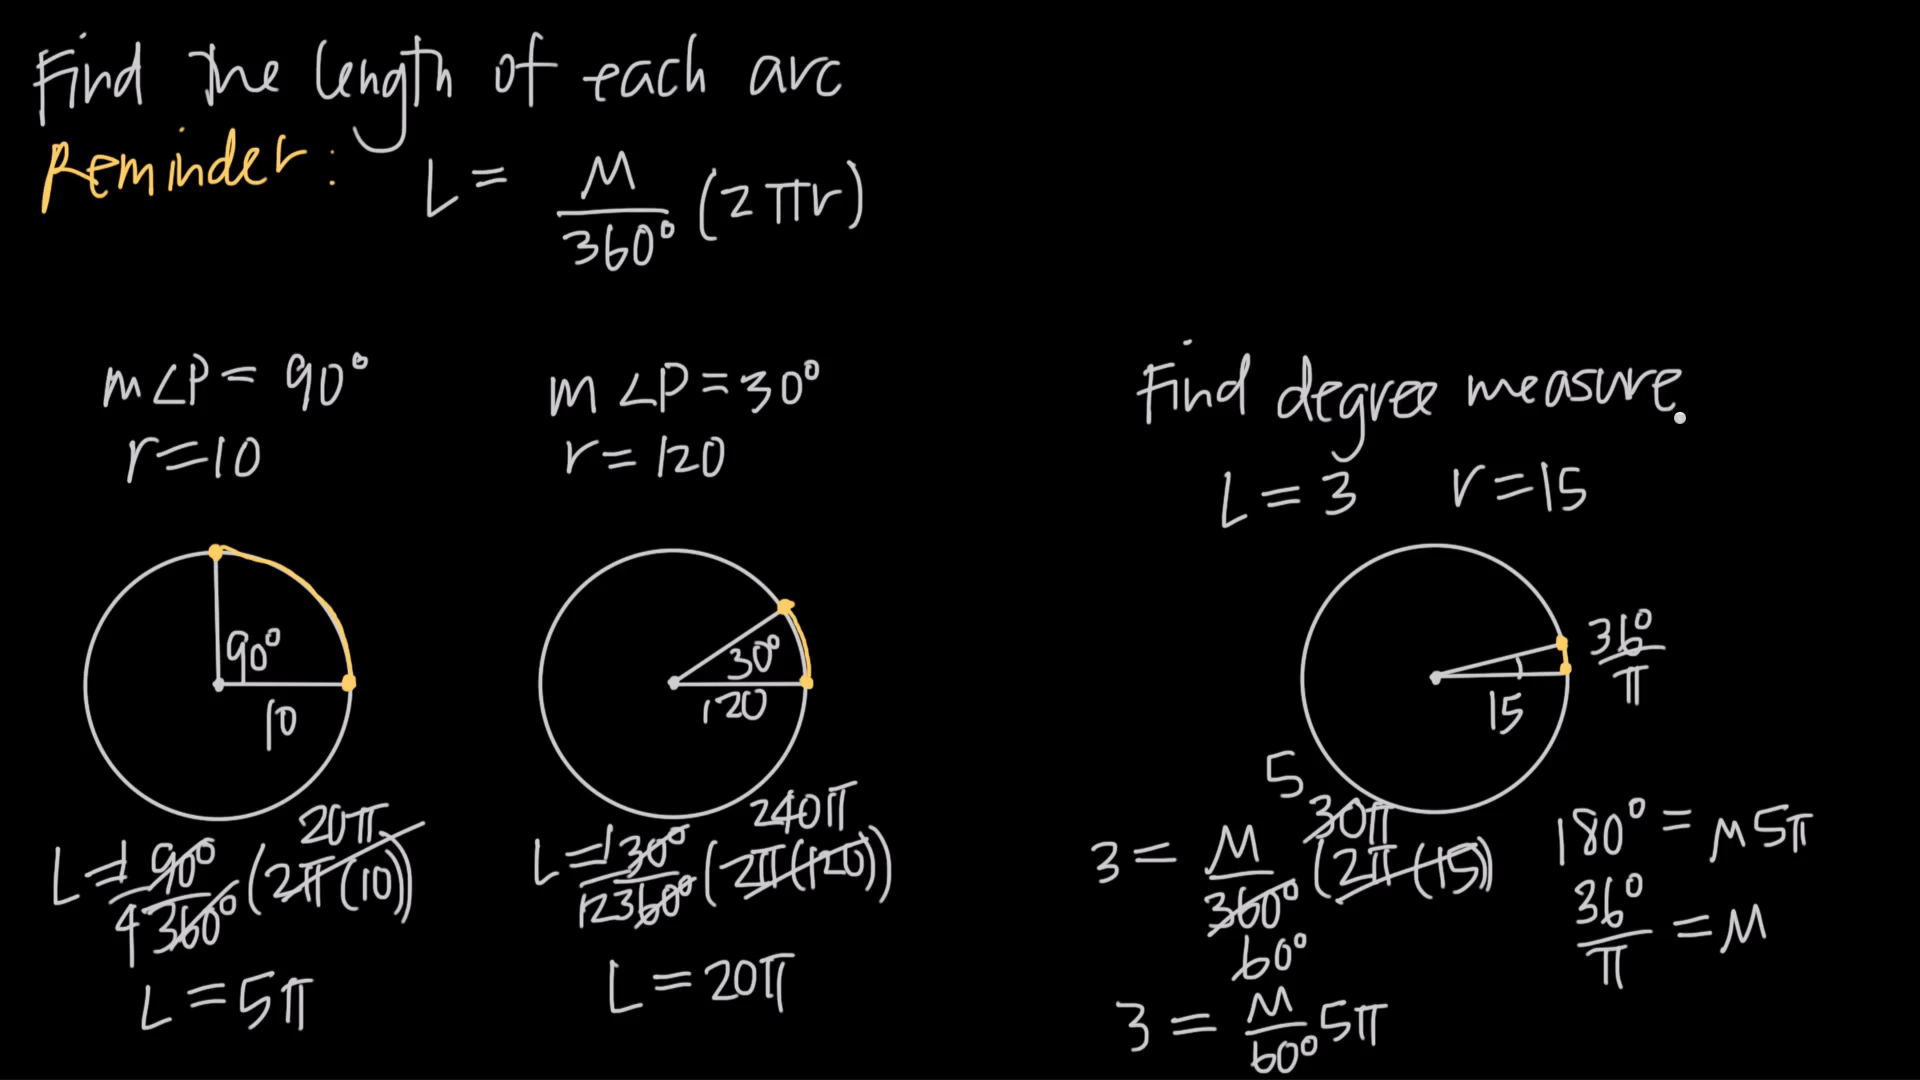 Find the length of each arc
Reminder: L = M/360° (2πr)
m∠P = 90°
r = 10
90°
10
20π
L = 1 90°/4 360° (2π(10))
L = 5π
m∠P = 30°
r = 120
30°
120
240π
L = 1 30°/12 360° (2π(120))
L = 20π
Find degree measure
L = 3 r = 15
36°/π
15
5
30π
3 = M/360° (2π(15))
60°
3 = M/60° 5π
180° = M5π
36°/π = M